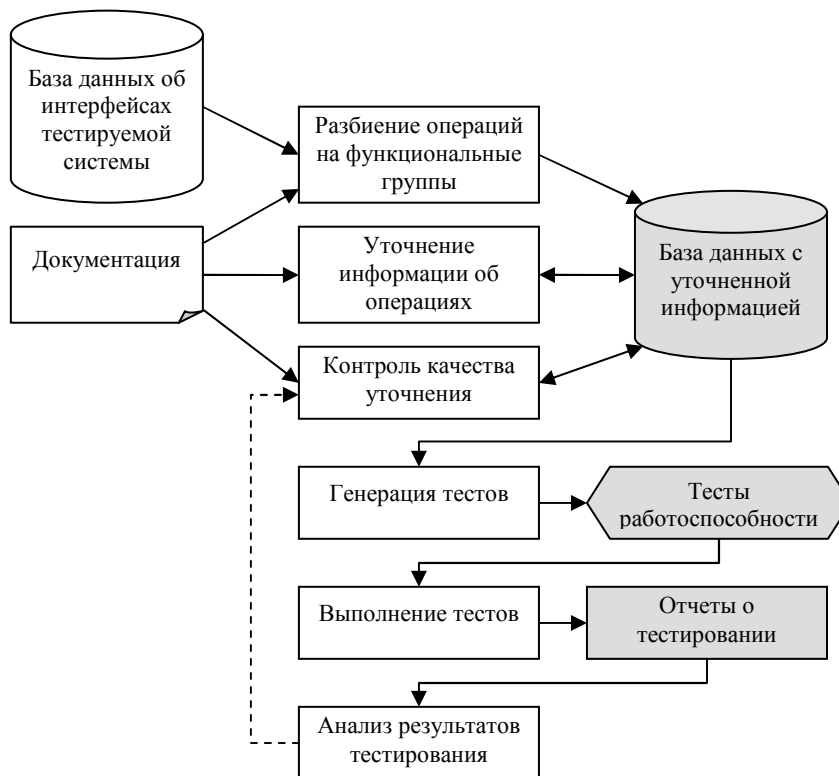 База данных об
интерфейсах
тестируемой
системы
Разбиение операций
на функциональные
группы
Документация
Уточнение
информации об
операциях
База данных с
уточненной
информацией
Контроль качества
уточнения
Генерация тестов
Тесты
работоспособности
Выполнение тестов
Отчеты о
тестировании
Анализ результатов
тестирования